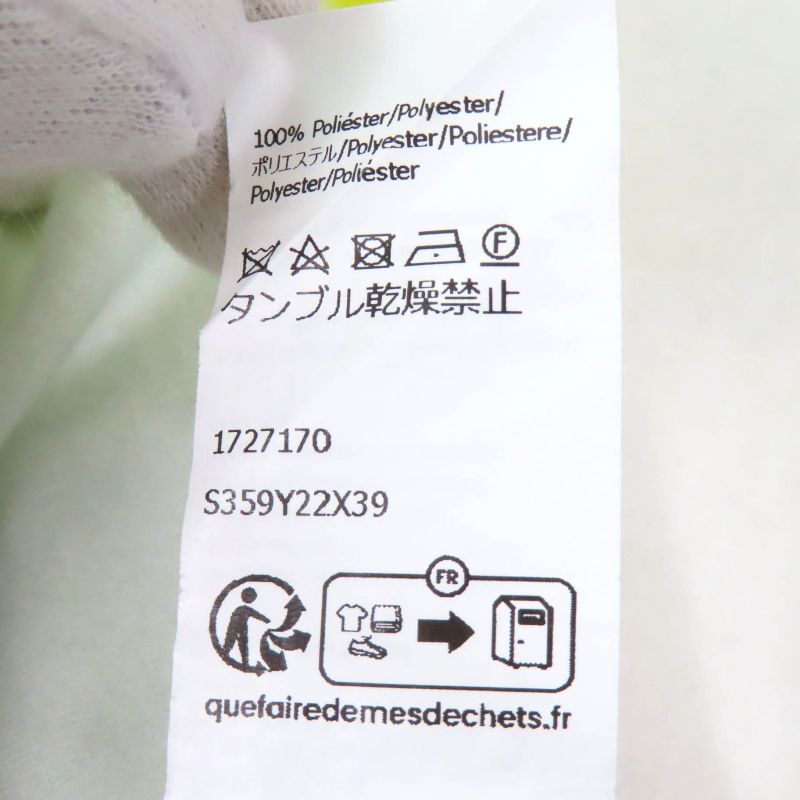 100% Poliéster/Polyester/
ポリエステル/Polyester/Poliestere/
Polyester/Poliéster
F
タンブル乾燥禁止
1727170
S359Y22X39
FR
quefairedemesdechets.fr